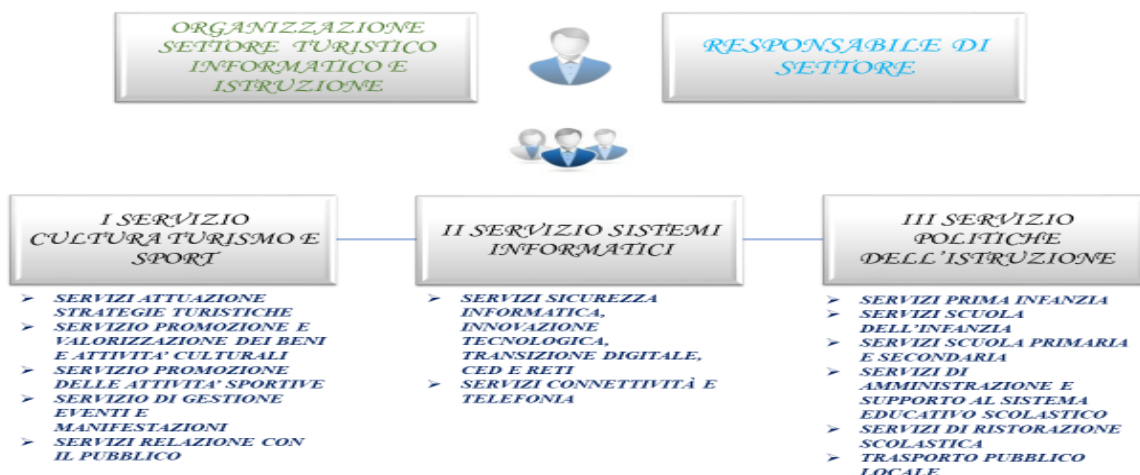 ORGANIZZAZIONE
SETTORE TURISTICO
INFORMATICO E
ISTRUZIONE
RESPONSABILE DI
SETTORE
I SERVIZIO
CULTURA TURISMO E
SPORT
II SERVIZIO SISTEMI
INFORMATICI
III SERVIZIO
POLITICHE
DELL'ISTRUZIONE
➢ SERVIZI ATTUAZIONE
STRATEGIE TURISTICHE
➢ SERVIZIO PROMOZIONE E
VALORIZZAZIONE DEI BENI
E ATTIVITA' CULTURALI
➢ SERVIZIO PROMOZIONE
DELLE ATTIVITA' SPORTIVE
➢ SERVIZIO DI GESTIONE
EVENTI E
MANIFESTAZIONI
➢ SERVIZI RELAZIONE CON
IL PUBBLICO
➢ SERVIZI SICUREZZA
INFORMATICA,
INNOVAZIONE
TECNOLOGICA,
TRANSIZIONE DIGITALE,
CED E RETI
➢ SERVIZI CONNETTIVITÀ E
TELEFONIA
➢ SERVIZI PRIMA INFANZIA
➢ SERVIZI SCUOLA
DELL'INFANZIA
➢ SERVIZI SCUOLA PRIMARIA
E SECONDARIA
➢ SERVIZI DI
AMMINISTRAZIONE E
SUPPORTO AL SISTEMA
EDUCATIVO SCOLASTICO
➢ SERVIZI DI RISTORAZIONE
SCOLASTICA
➢ TRASPORTO PUBBLICO
LOCALE